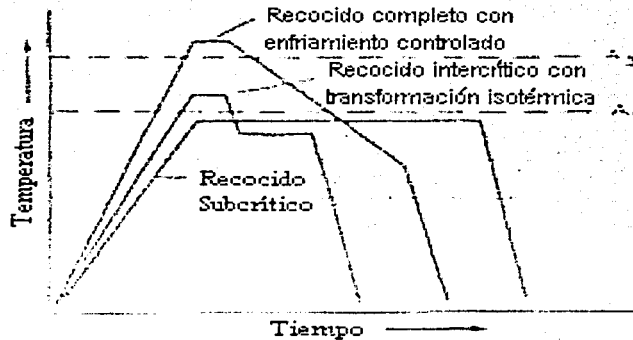 Recocido completo con
enfriamiento controlado
Recocido intercrítico con
transformación isotérmica
Recocido
Subcrítico
Temperatura
Tiempo